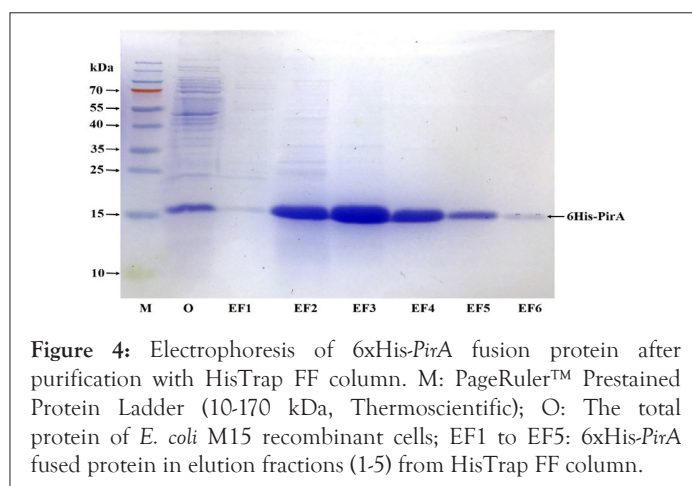 kDa
70
55
40
35
25
15
10
6His-PirA
M O EF1 EF2 EF3 EF4 EF5 EF6
Figure 4: Electrophoresis of 6xHis-PirA fusion protein after
purification with HisTrap FF column. M: PageRuler™ Prestained
Protein Ladder (10-170 kDa, Thermoscientific); O: The total
protein of E. coli M15 recombinant cells; EF1 to EF5: 6xHis-PirA
fused protein in elution fractions (1-5) from HisTrap FF column.